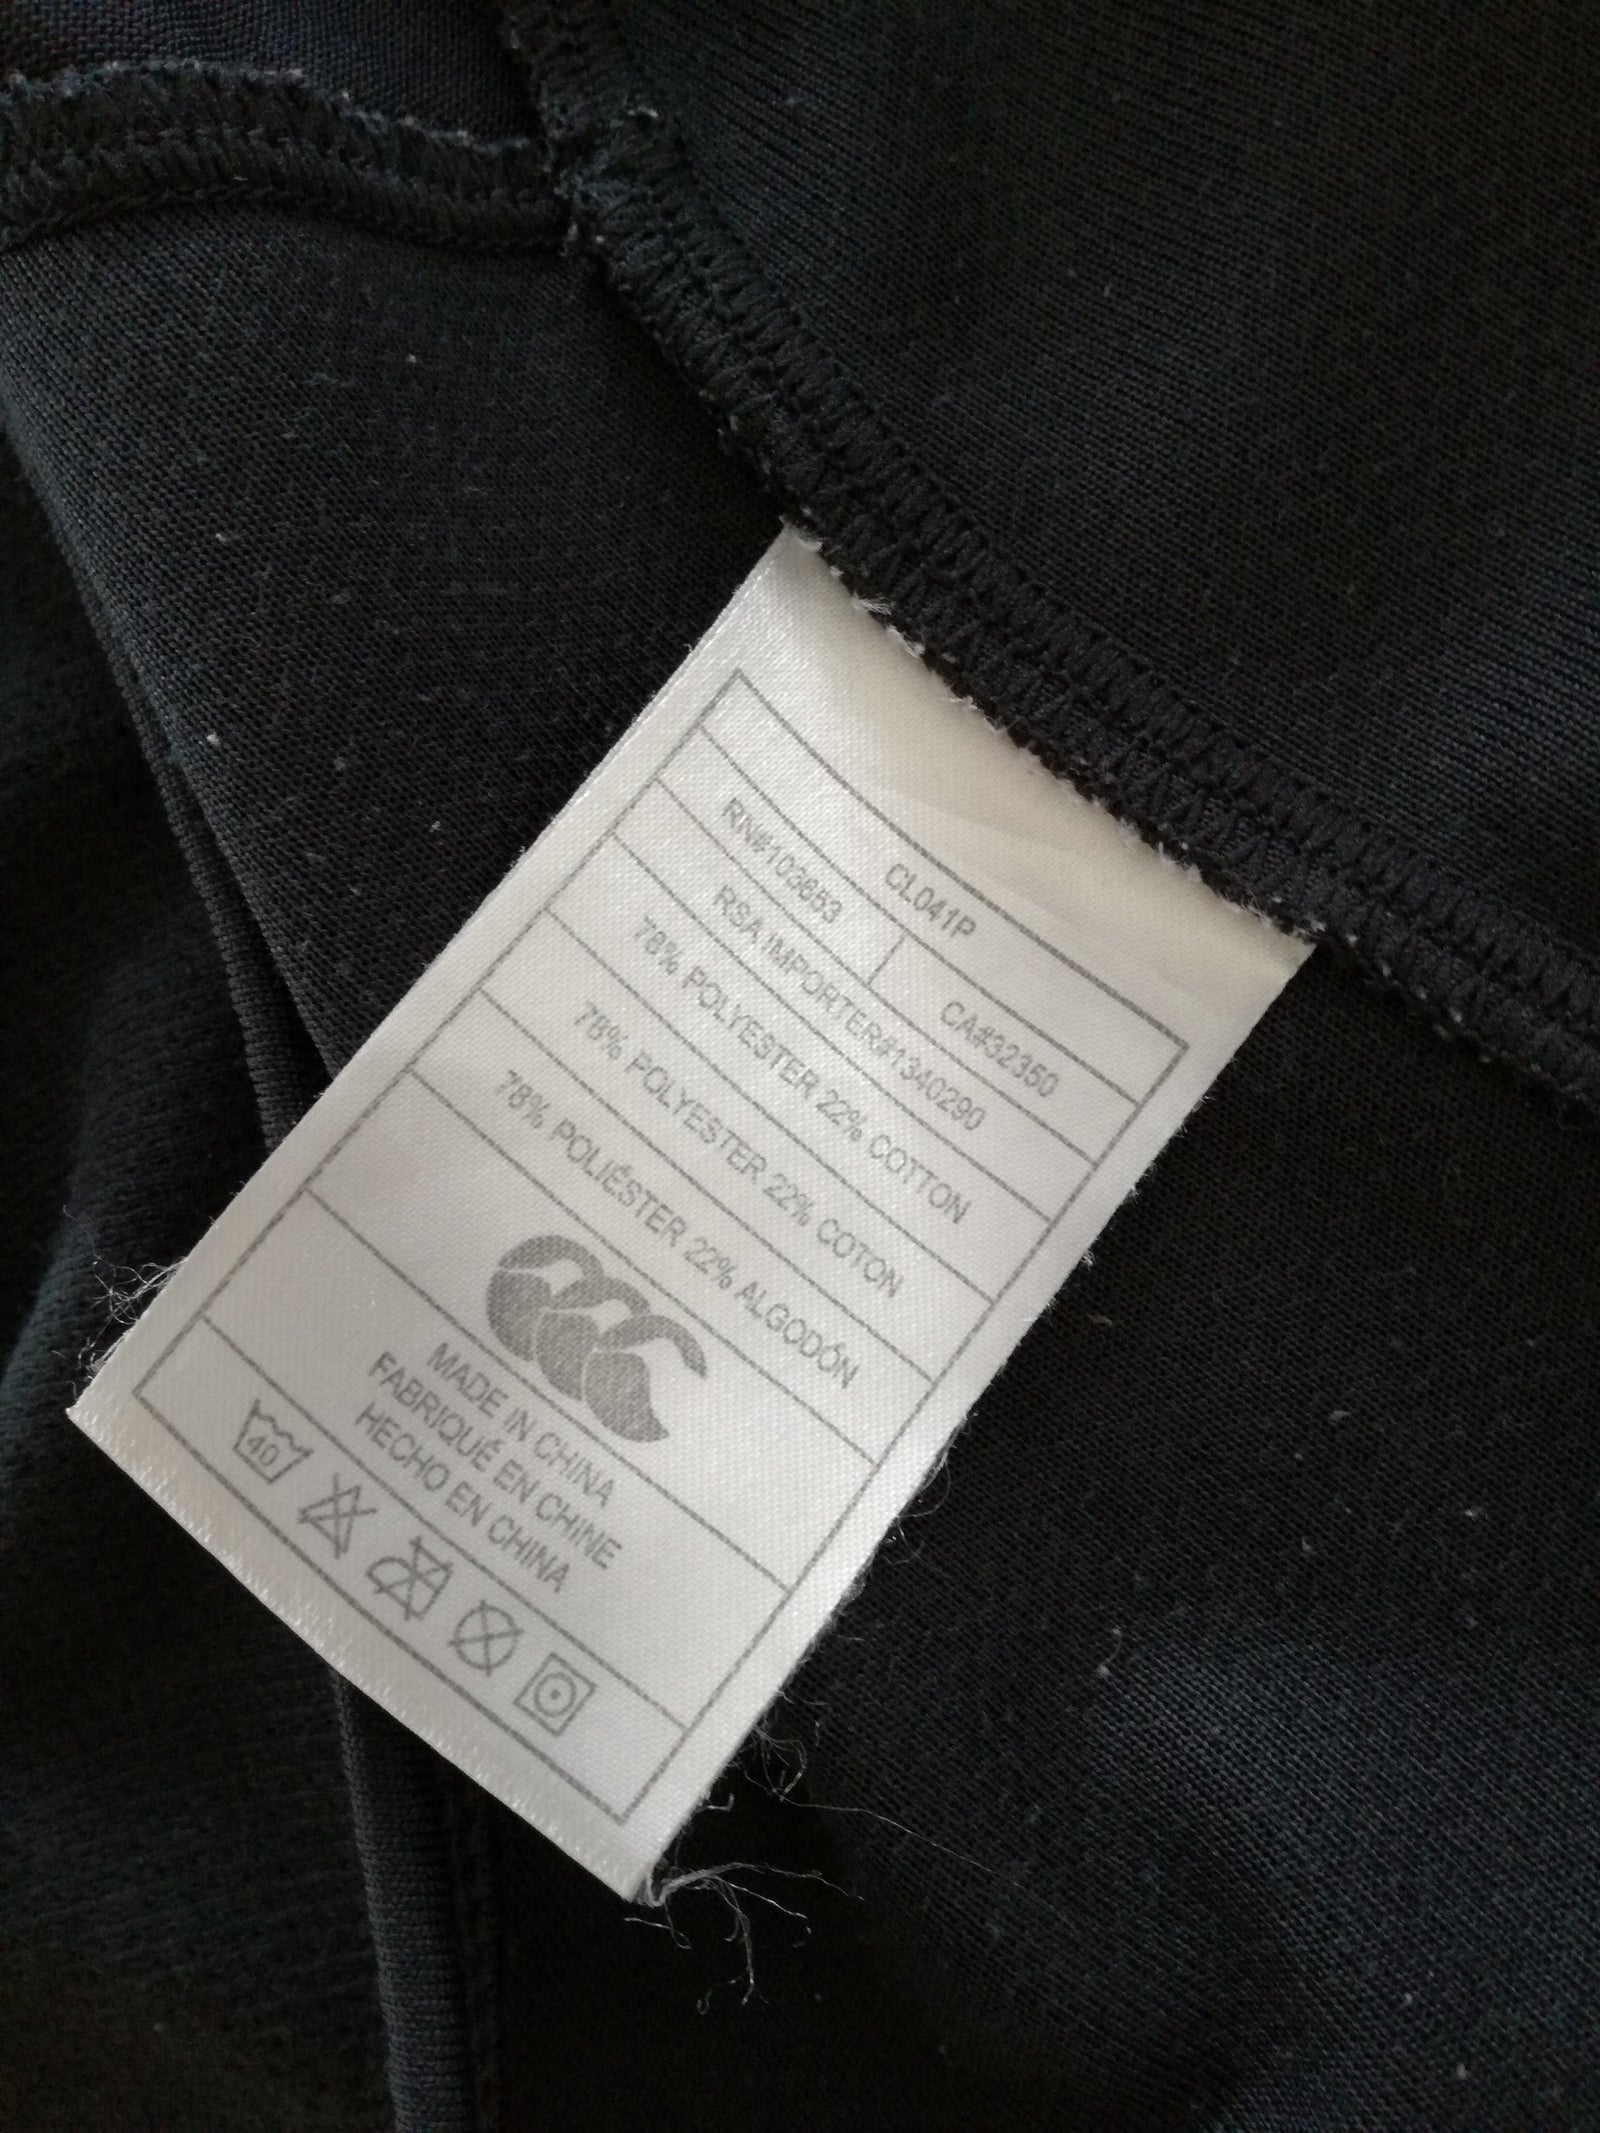 CL041P
RN#103653 CA#32350
RSA IMPORTER#1340290
78% POLYESTER 22% COTTON
78% POLYESTER 22% COTON
78% POLIÉSTER 22% ALGODÓN
MADE IN CHINA
FABRIQUÉ EN CHINE
HECHO EN CHINA
40